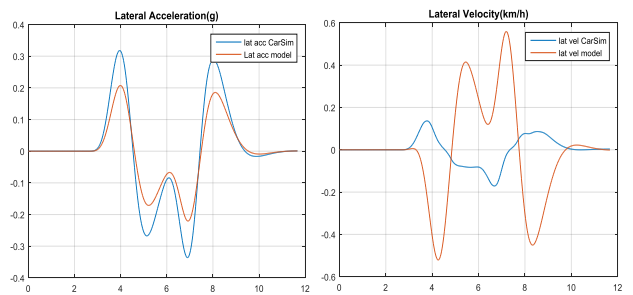 Lateral Acceleration(g)
0.4
0.3
0.2
0.1
0
-0.1
-0.2
-0.3
-0.4
0 2 4 6 8 10 12
lat acc CarSim
Lat acc model
Lateral Velocity(km/h)
0.6
0.4
0.2
0
-0.2
-0.4
-0.6
0 2 4 6 8 10 12
lat vel CarSim
lat vel model